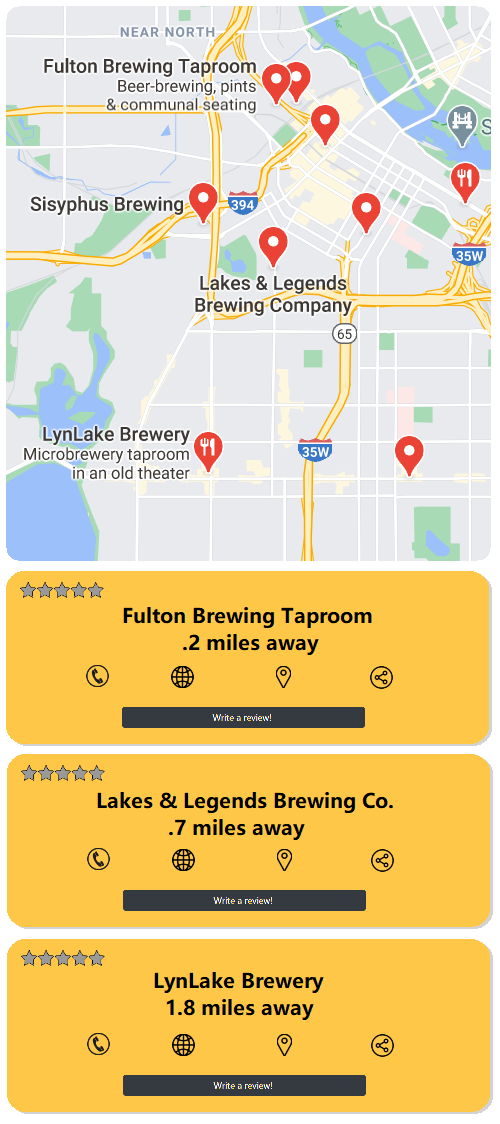 NEAR NORTH
Fulton Brewing Taproom
Beer-brewing, pints
& communal seating
S
Sisyphus Brewing
394
35W
Lakes & Legends
Brewing Company
65
LynLake Brewery
Microbrewery taproom
in an old theater
35W
Fulton Brewing Taproom
.2 miles away
Write a review!
Lakes & Legends Brewing Co.
.7 miles away
Write a review!
LynLake Brewery
1.8 miles away
Write a review!